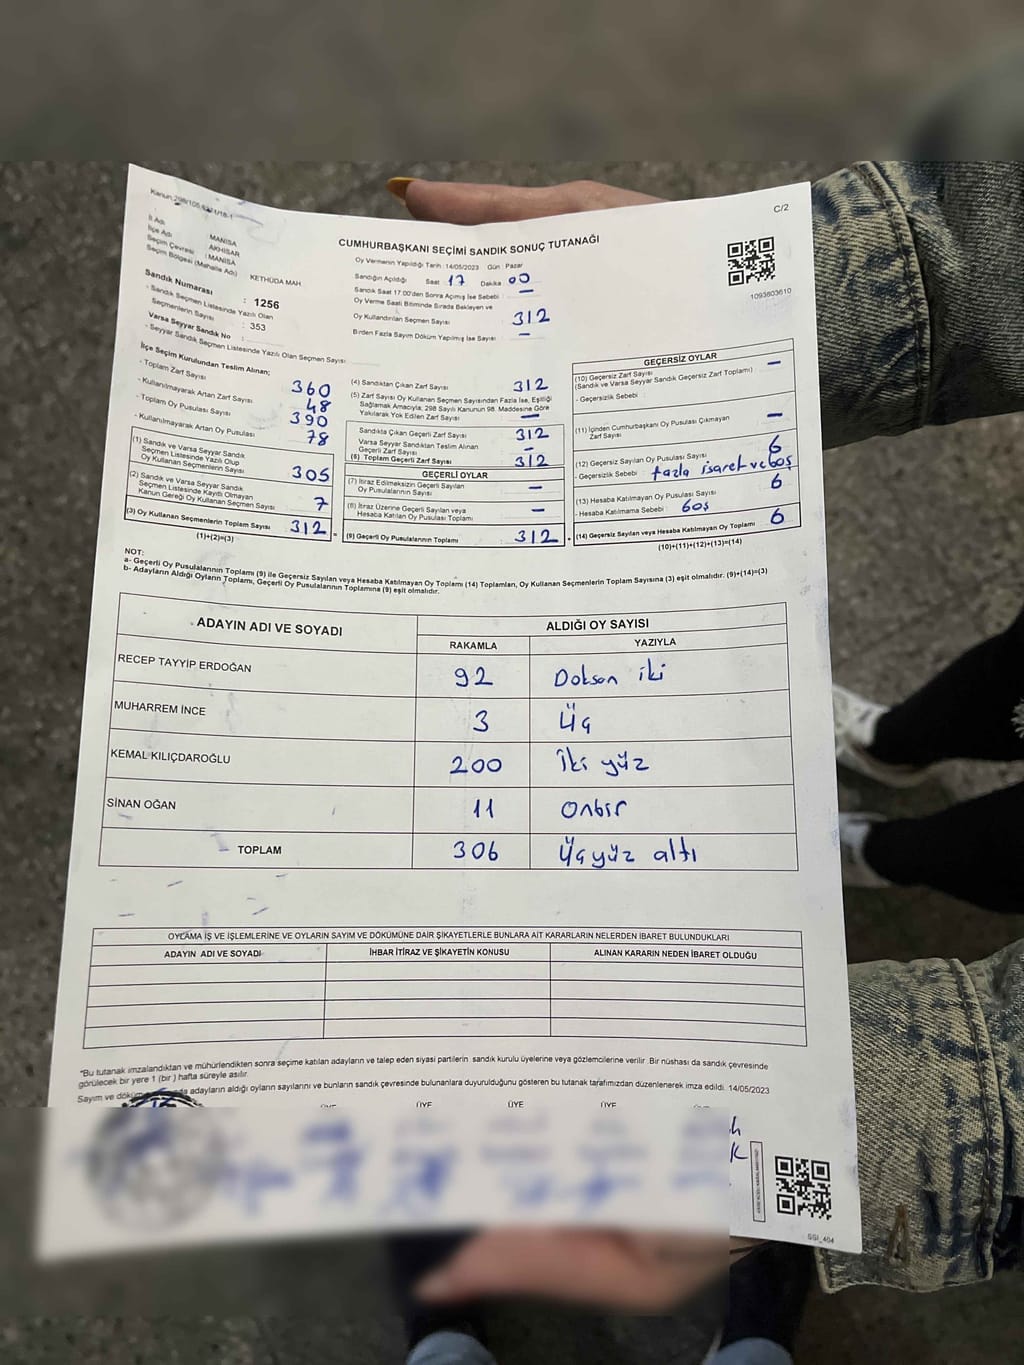 Kanun 298/105
C/2
CUMHURBAŞKANI SEÇİMİ SANDIK SONUÇ TUTANAĞI
İl Adı : MANİSA
İlçe Adı : AKHİSAR
Seçim Çevresi : MANİSA
Seçim Bölgesi (Mahalle Adı) KETHÜDA MAH
Sandık Numarası : 1256
- Sandık Seçmen Listesinde Yazılı Olan
Seçmenlerin Sayısı : 353
Varsa Seyyar Sandık No :
- Seyyar Sandık Seçmen Listesinde Yazılı Olan Seçmen Sayısı
Oy Vermenin Yapıldığı Tarih :14/05/2023 Gün : Pazar
Sandığın Açıldığı Saat 17 Dakika 00
Sandık Saat 17:00'den Sonra Açılmış İse Sebebi : —
Oy Verme Saati Bitiminde Sırada Bekleyen ve
Oy Kullandırılan Seçmen Sayısı 312
Birden Fazla Sayım Döküm Yapılmış İse Sayısı —
1093603610
İlçe Seçim Kurulundan Teslim Alınan;
- Toplam Zarf Sayısı 360
- Kullanılmayarak Artan Zarf Sayısı 48
- Toplam Oy Pusulası Sayısı 390
- Kullanılmayarak Artan Oy Pusulası 78
(1) Sandık ve Varsa Seyyar Sandık
Seçmen Listesinde Yazılı Olup
Oy Kullanan Seçmenlerin Sayısı 305
(2) Sandık ve Varsa Seyyar Sandık
Seçmen Listesinde Kayıtlı Olmayan
Kanun Gereği Oy Kullanan Seçmen Sayısı 7
(3) Oy Kullanan Seçmenlerin Toplam Sayısı 312
(1)+(2)=(3)
(4) Sandıktan Çıkan Zarf Sayısı 312
(5) Zarf Sayısı Oy Kullanan Seçmen Sayısından Fazla İse, Eşitliği
Sağlamak Amacıyla, 298 Sayılı Kanunun 98. Maddesine Göre
Yakılarak Yok Edilen Zarf Sayısı —
Sandıkta Çıkan Geçerli Zarf Sayısı 312
Varsa Seyyar Sandıktan Teslim Alınan
Geçerli Zarf Sayısı —
(6) Toplam Geçerli Zarf Sayısı 312
GEÇERLİ OYLAR
(7) İtiraz Edilmeksizin Geçerli Sayılan
Oy Pusulalarının Sayısı —
(8) İtiraz Üzerine Geçerli Sayılan veya
Hesaba Katılan Oy Pusulası Toplamı —
(9) Geçerli Oy Pusulalarının Toplamı 312
GEÇERSİZ OYLAR
(10) Geçersiz Zarf Sayısı —
(Sandık ve Varsa Seyyar Sandık Geçersiz Zarf Toplamı)
- Geçersizlik Sebebi
(11) İçinden Cumhurbaşkanı Oy Pusulası Çıkmayan
Zarf Sayısı —
(12) Geçersiz Sayılan Oy Pusulası Sayısı 6
- Geçersizlik Sebebi : fazla işaret ve boş
(13) Hesaba Katılmayan Oy Pusulası Sayısı 6
- Hesaba Katılmama Sebebi : boş
(14) Geçersiz Sayılan veya Hesaba Katılmayan Oy Toplamı 6
(10)+(11)+(12)+(13)=(14)
NOT:
a- Geçerli Oy Pusulalarının Toplamı (9) ile Geçersiz Sayılan veya Hesaba Katılmayan Oy Toplamı (14) Toplamları, Oy Kullanan Seçmenlerin Toplam Sayısına (3) eşit olmalıdır. (9)+(14)=(3)
b- Adayların Aldığı Oyların Toplamı, Geçerli Oy Pusulalarının Toplamına (9) eşit olmalıdır.
ADAYIN ADI VE SOYADI ALDIĞI OY SAYISI
RAKAMLA YAZIYLA
RECEP TAYYİP ERDOĞAN 92 Doksan iki
MUHARREM İNCE 3 Üç
KEMAL KILIÇDAROĞLU 200 İki yüz
SİNAN OĞAN 11 Onbir
TOPLAM 306 Üçyüz altı
OYLAMA İŞ VE İŞLEMLERİNE VE OYLARIN SAYIM VE DÖKÜMÜNE DAİR ŞİKAYETLERLE BUNLARA AİT KARARLARIN NELERDEN İBARET BULUNDUKLARI
ADAYIN ADI VE SOYADI İHBAR İTİRAZ VE ŞİKAYETİN KONUSU ALINAN KARARIN NEDEN İBARET OLDUĞU
*Bu tutanak imzalandıktan ve mühürlendikten sonra seçime katılan adayların ve talep eden siyasi partilerin sandık kurulu üyelerine veya gözlemcilerine verilir. Bir nüshası da sandık çevresinde
görülecek bir yere 1 (bir ) hafta süreyle asılır.
Sayım ve adayların aldığı oyların sayılarını ve bunların sandık çevresinde bulunanlara duyurulduğunu gösteren bu tutanak tarafımızdan düzenlenerek imza edildi. 14/05/2023
ÜYE ÜYE ÜYE ÜYE
SSI_404